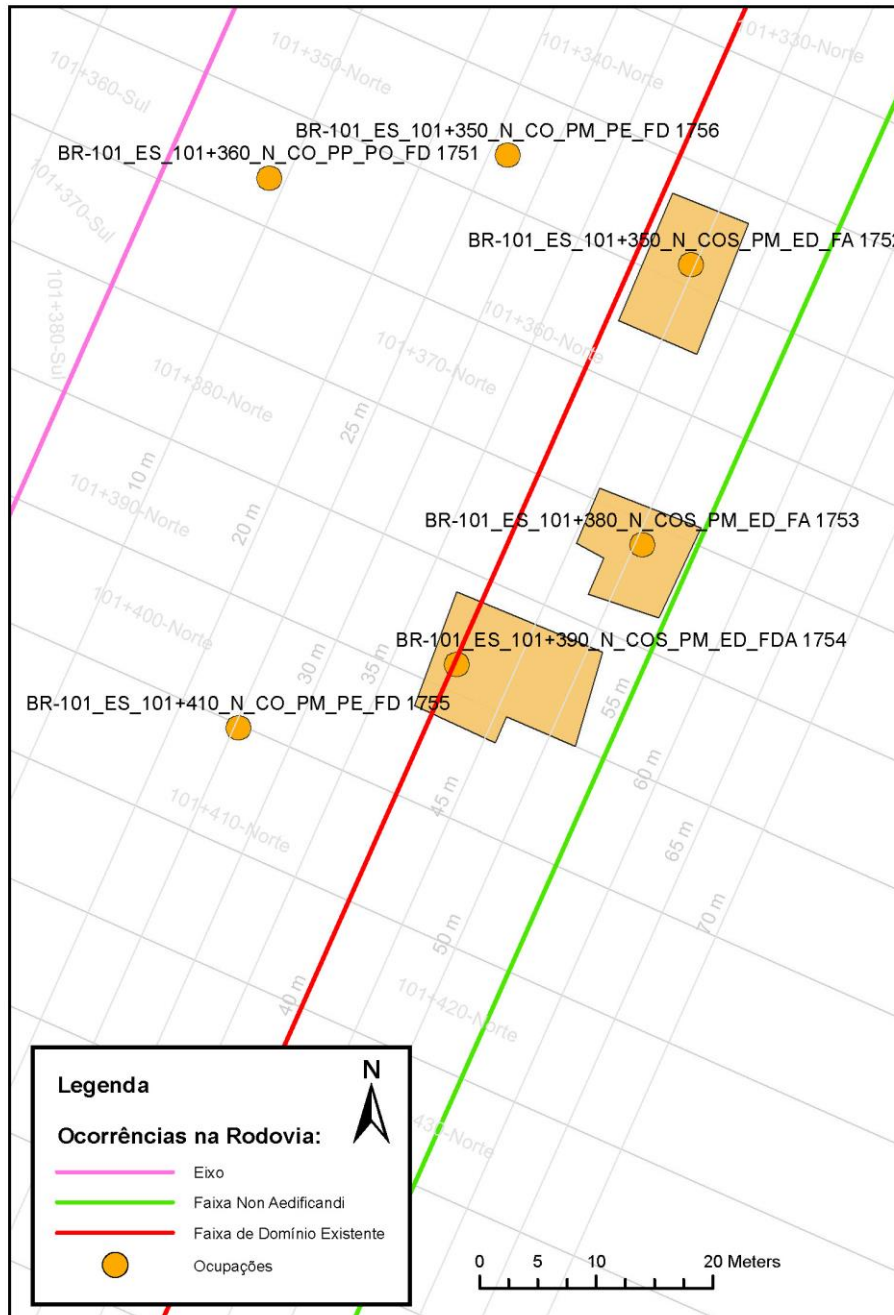 101+330-Norte
101+350-Norte
101+340-Norte
101+360-Sul
BR-101_ES_101+350_N_CO_PM_PE_FD 1756
BR-101_ES_101+360_N_CO_PP_PO_FD 1751
101+370-Sul
BR-101_ES_101+350_N_COS_PM_ED_FA 1752
101+380-Sul
101+360-Norte
101+370-Norte
101+380-Norte
25 m
10 m
101+390-Norte
20 m
BR-101_ES_101+380_N_COS_PM_ED_FA 1753
101+400-Norte
BR-101_ES_101+390_N_COS_PM_ED_FDA 1754
30 m
35 m
BR-101_ES_101+410_N_CO_PM_PE_FD 1755
55 m
60 m
45 m
101+410-Norte
65 m
70 m
50 m
40 m
101+420-Norte
430-Norte
Legenda
N
Ocorrências na Rodovia:
Eixo
Faixa Non Aedificandi
Faixa de Domínio Existente
Ocupações
0 5 10 20 Meters